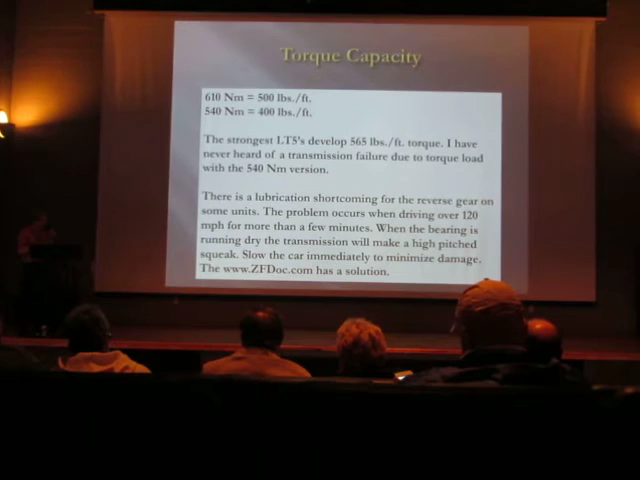 Torque Capacity
610 Nm = 500 lbs./ft.
540 Nm = 400 lbs./ft.
The strongest LT5's develop 565 lbs./ft. torque. I have
never heard of a transmission failure due to torque load
with the 540 Nm version.
There is a lubrication shortcoming for the reverse gear on
some units. The problem occurs when driving over 120
mph for more than a few minutes. When the bearing is
running dry the transmission will make a high pitched
squeak. Slow the car immediately to minimize damage.
The www.ZFDoc.com has a solution.